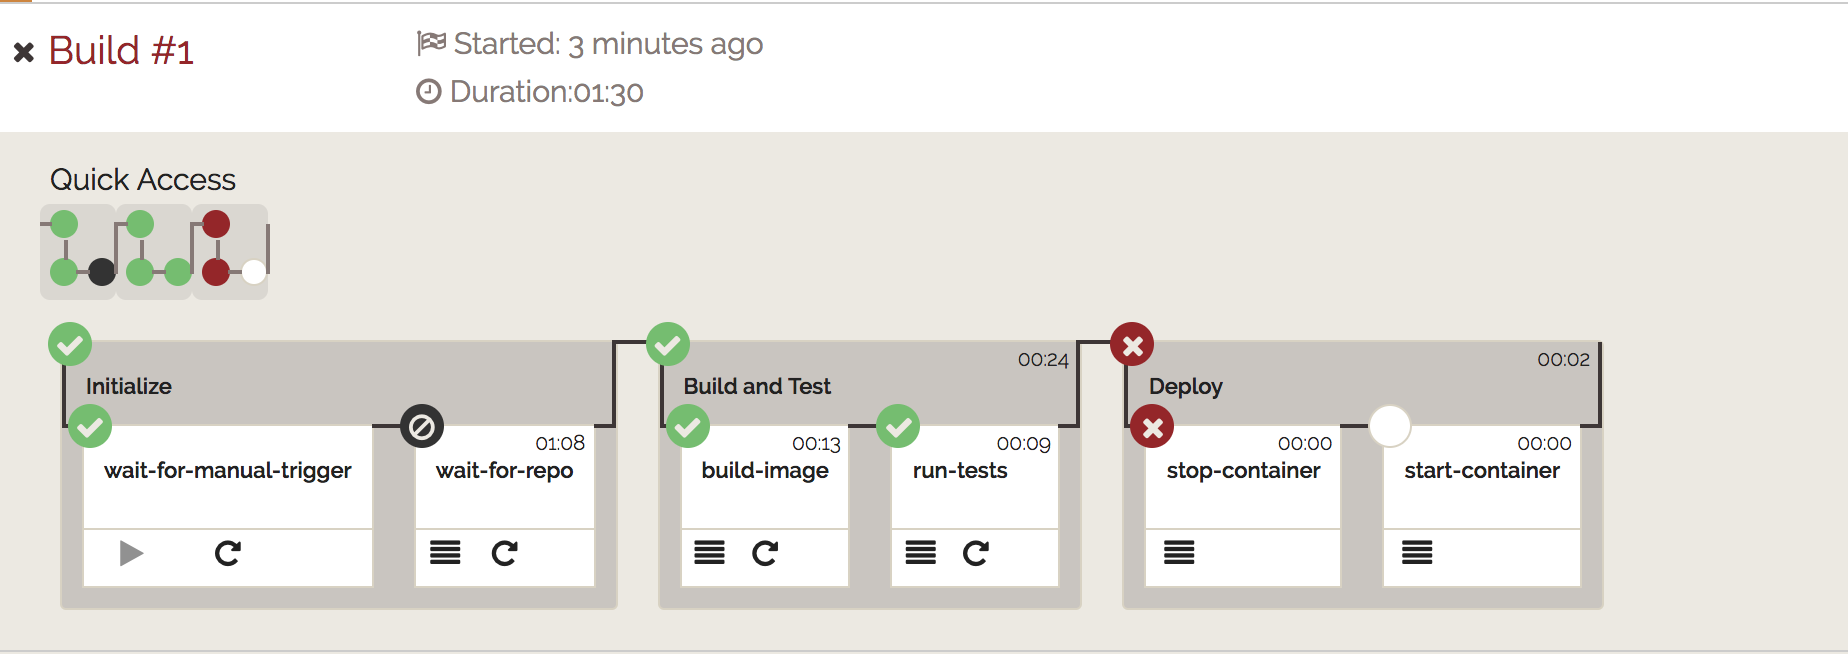 Build #1
Started: 3 minutes ago
Duration:01:30
Quick Access
Initialize
wait-for-manual-trigger
01:08
wait-for-repo
00:24
Build and Test
00:13
build-image
00:09
run-tests
00:02
Deploy
00:00
stop-container
00:00
start-container